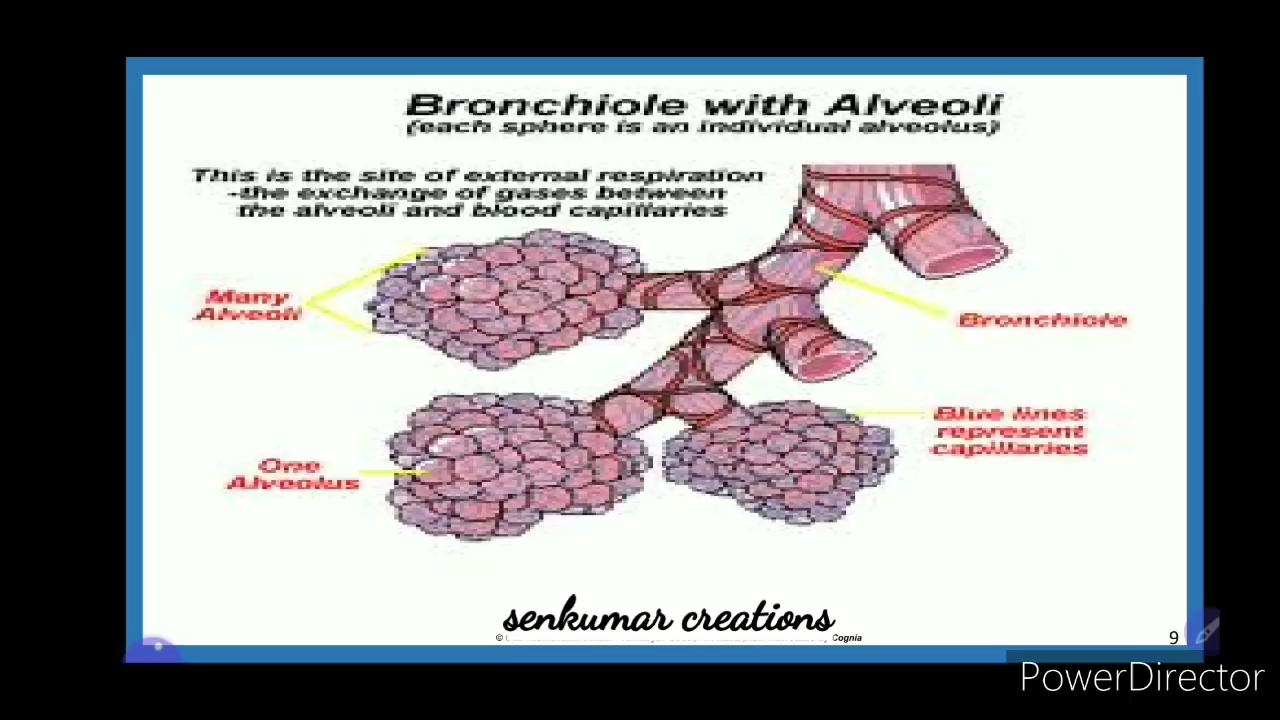 Bronchiole with Alveoli
(each sphere is an individual alveolus)
This is the site of external respiration
-the exchange of gases between
the alveoli and blood capillaries
Many
Alveoli
Bronchiole
Blue lines
represent
capillaries
One
Alveolus
senkumar creations
©
Cognia
9
PowerDirector